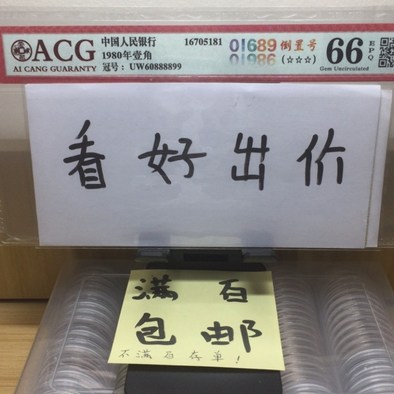 ACG
AI CANG GUARANTY
中国人民银行
1980年壹角
冠号：UW60888899
16705181
01689 倒置号
01986 (☆☆☆)
66 EPQ
Gem Uncirculated
看好出价
满百
包邮
不满百存单！